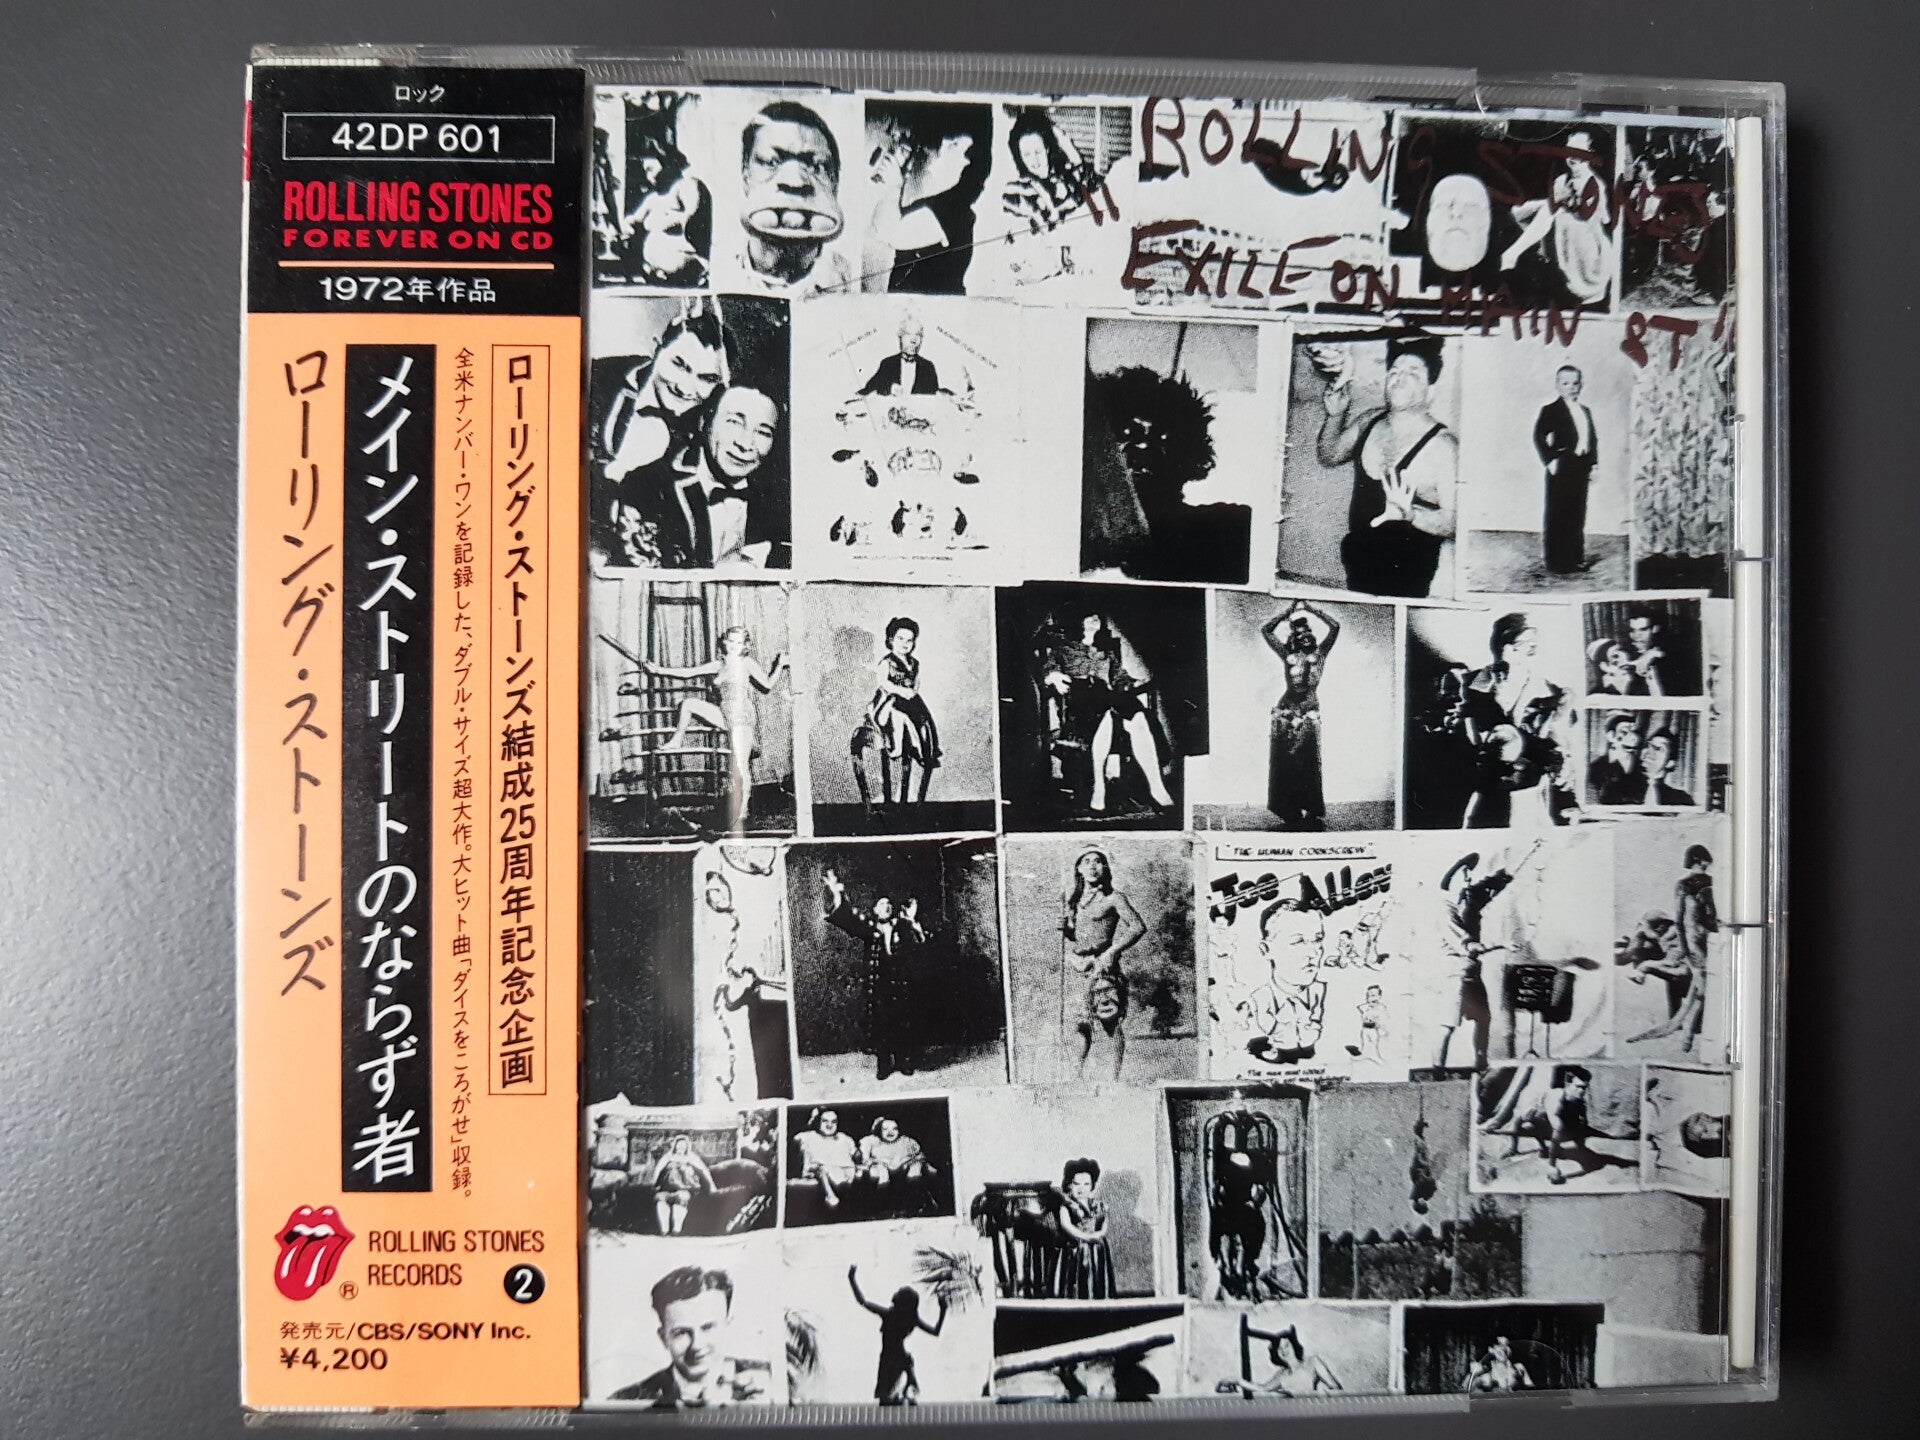 ロック
42DP 601
ROLLING STONES
FOREVER ON CD
1972年作品
ローリング・ストーンズ結成25周年記念企画
全米ナンバー・ワンを記録した、ダブル・サイズ超大作。大ヒット曲「ダイスをころがせ」収録。
メイン・ストリートのならず者
ローリング・ストーンズ
ROLLING STONES
RECORDS
®
2
発売元/CBS/SONY Inc.
¥4,200
ROLLING STONES
"EXILE ON MAIN ST"
"THE HUMAN CORKSCREW"
Joe Allen